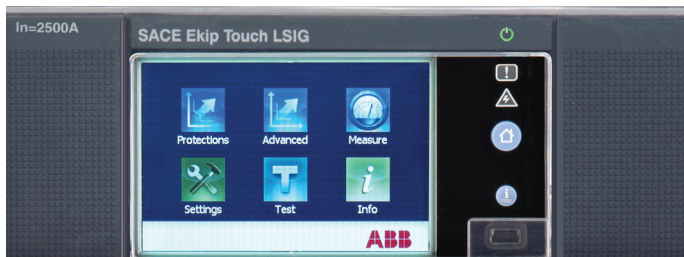 In=2500A
SACE Ekip Touch LSIG
Protections Advanced Measure
Settings Test Info
ABB